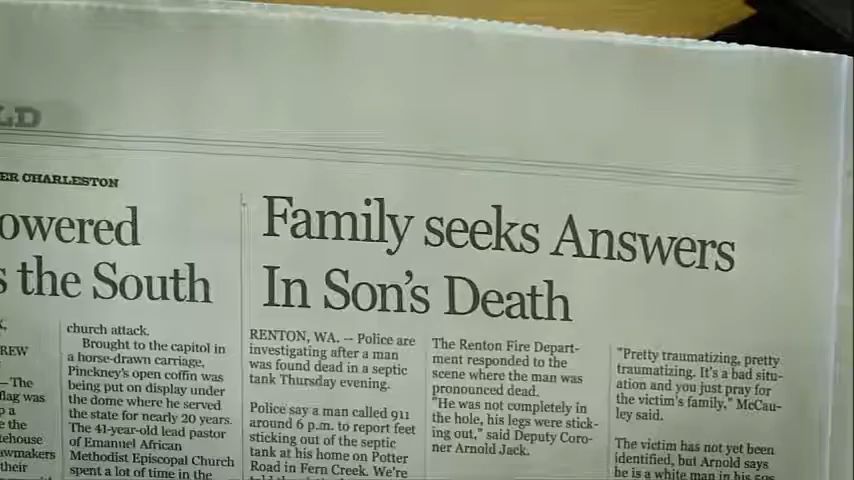 LD
ER CHARLESTON
owered
s the South
REW
– The
flag was
p a
e the
tehouse
awmakers
their
church attack.
Brought to the capitol in
a horse-drawn carriage,
Pinckney's open coffin was
being put on display under
the dome where he served
the state for nearly 20 years.
The 41-year-old lead pastor
of Emanuel African
Methodist Episcopal Church
spent a lot of time in the
Family seeks Answers
In Son's Death
RENTON, WA. – Police are
investigating after a man
was found dead in a septic
tank Thursday evening.
Police say a man called 911
around 6 p.m. to report feet
sticking out of the septic
tank at his home on Potter
Road in Fern Creek. We're
The Renton Fire Depart-
ment responded to the
scene where the man was
pronounced dead.
"He was not completely in
the hole, his legs were stick-
ing out," said Deputy Coro-
ner Arnold Jack.
"Pretty traumatizing, pretty
traumatizing. It's a bad situ-
ation and you just pray for
the victim's family," McCau-
ley said.
The victim has not yet been
identified, but Arnold says
he is a white man in his